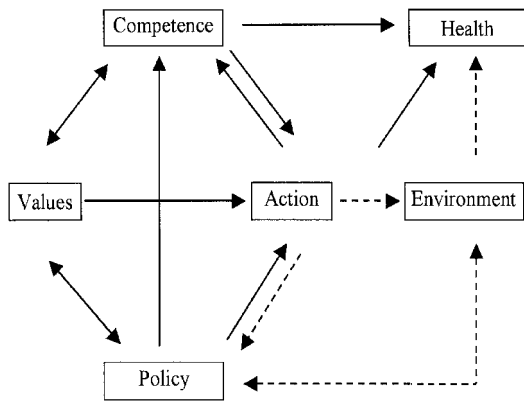 Competence
Health
Values
Action
Environment
Policy